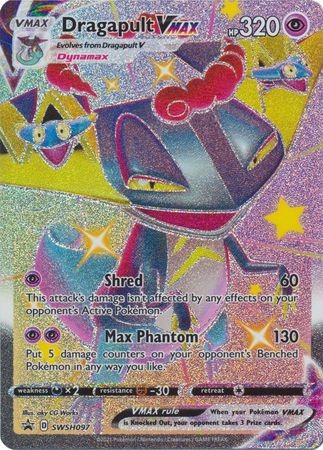 VMAX Dragapult VMAX HP 320
Evolves from Dragapult V
Dynamax
Shred 60
This attack's damage isn't affected by any effects on your
opponent's Active Pokémon.
Max Phantom 130
Put 5 damage counters on your opponent's Benched
Pokémon in any way you like.
weakness ×2 resistance -30 retreat
VMAX rule When your Pokémon VMAX
is Knocked Out, your opponent takes 3 Prize cards.
Illus. aky CG Works
D SWSH097
©2021 Pokémon / Nintendo / Creatures / GAME FREAK